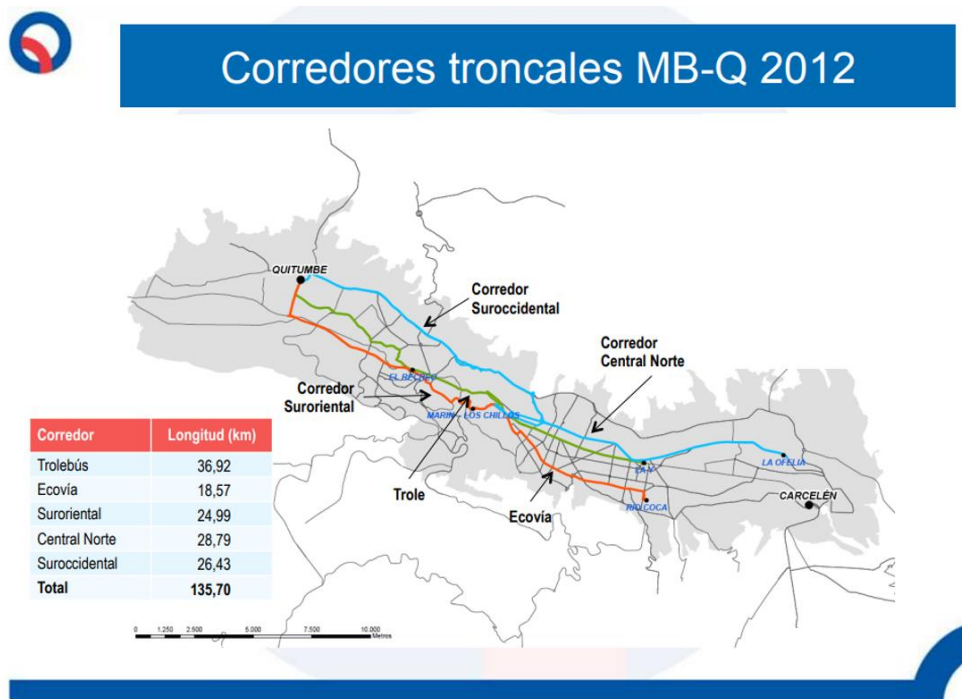 Corredores troncales MB-Q 2012
QUITUMBE
Corredor
Suroccidental
Corredor
Central Norte
EL RECREO
Corredor
Suroriental
MARIN - LOS CHILLOS
LA Y
LA OFELIA
CARCELÉN
RIO COCA
Trole
Ecovía
Corredor Longitud (km)
Trolebús 36,92
Ecovía 18,57
Suroriental 24,99
Central Norte 28,79
Suroccidental 26,43
Total 135,70
0 1.250 2.500 5.000 7.500 10.000
Metros